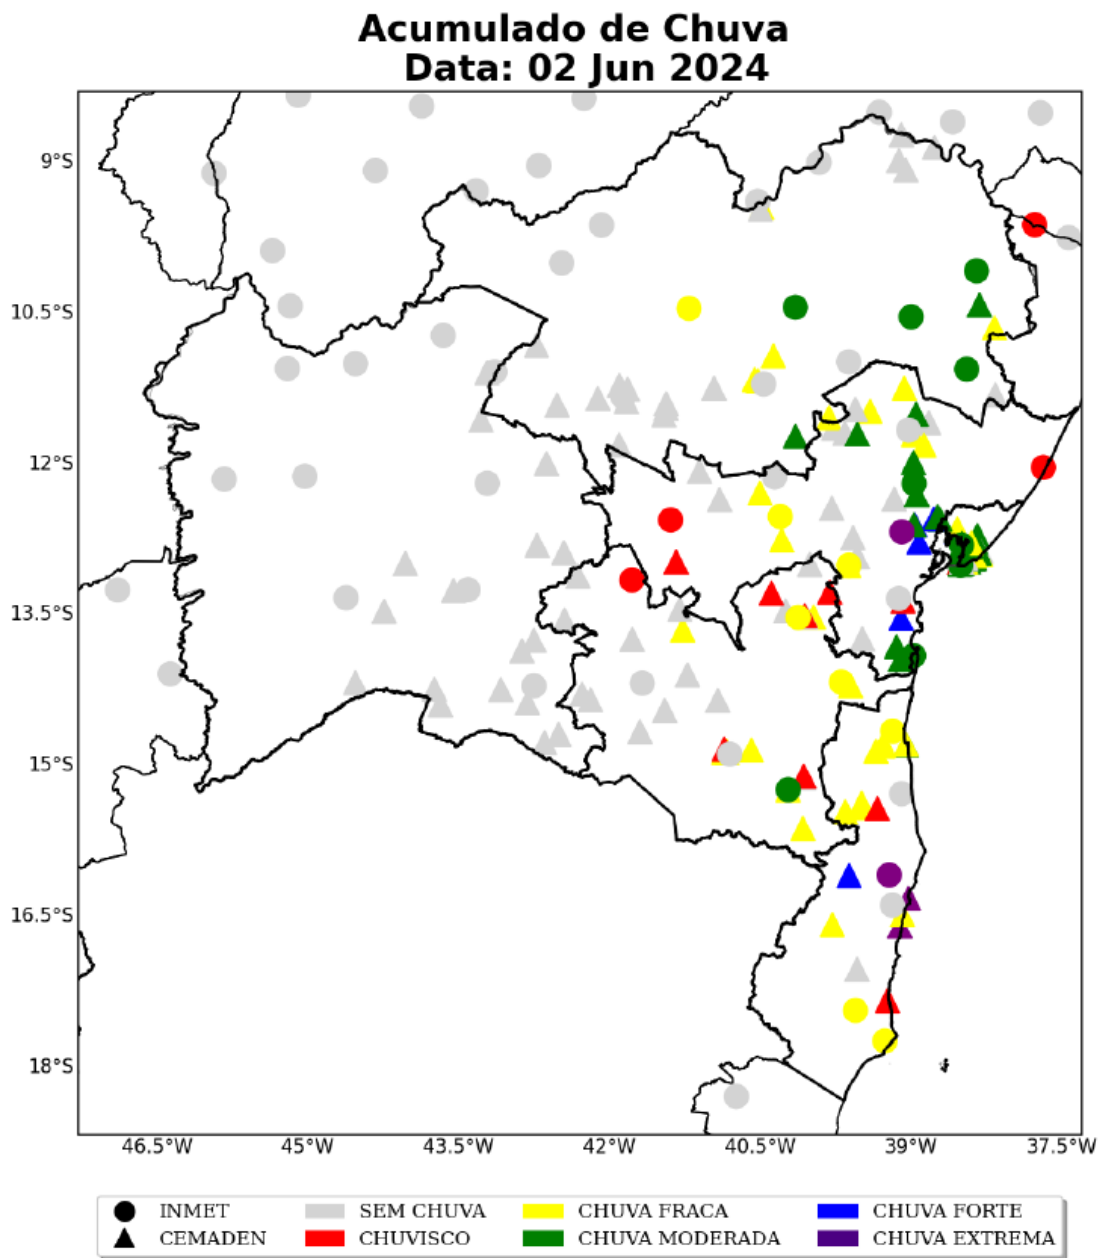 Acumulado de Chuva
Data: 02 Jun 2024
9°S
10.5°S
12°S
13.5°S
15°S
16.5°S
18°S
46.5°W 45°W 43.5°W 42°W 40.5°W 39°W 37.5°W
INMET SEM CHUVA CHUVA FRACA CHUVA FORTE
CEMADEN CHUVISCO CHUVA MODERADA CHUVA EXTREMA